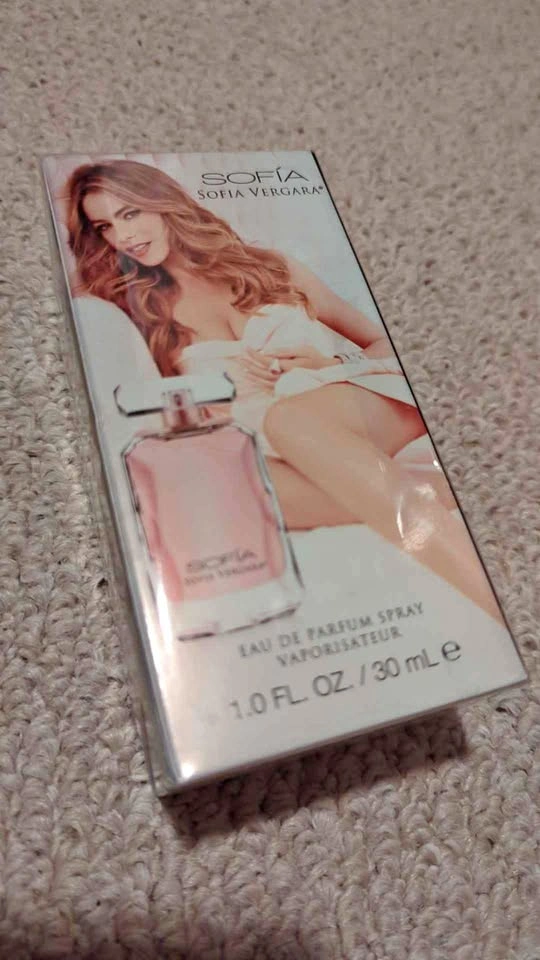 SOFÍA
SOFIA VERGARA®
SOFÍA
SOFIA VERGARA®
EAU DE PARFUM SPRAY
VAPORISATEUR
1.0 FL. OZ. / 30 mL ℮